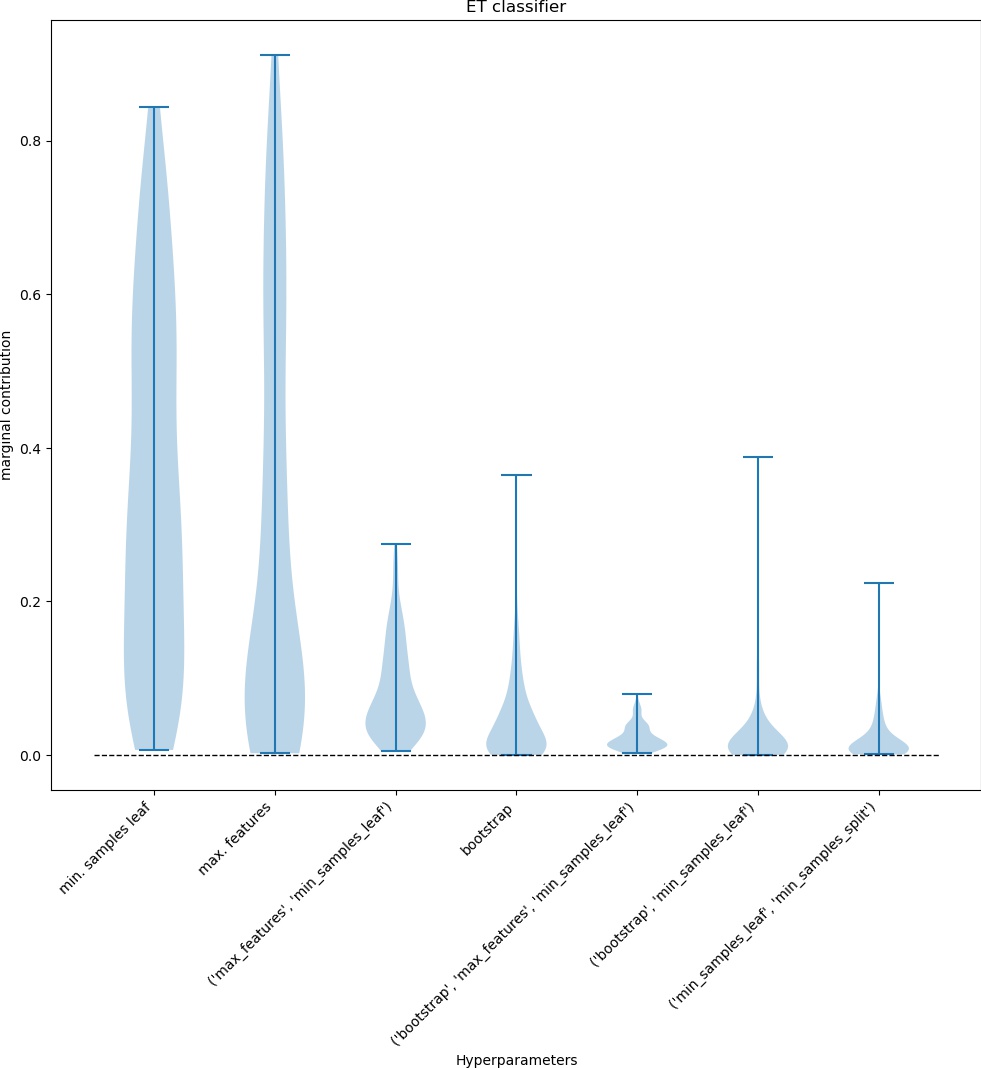 ET classifier
marginal contribution
0.8
0.6
0.4
0.2
0.0
min. samples leaf
max. features
('max_features', 'min_samples_leaf')
bootstrap
('bootstrap', 'max_features', 'min_samples_leaf')
('bootstrap', 'min_samples_leaf')
('min_samples_leaf', 'min_samples_split')
Hyperparameters